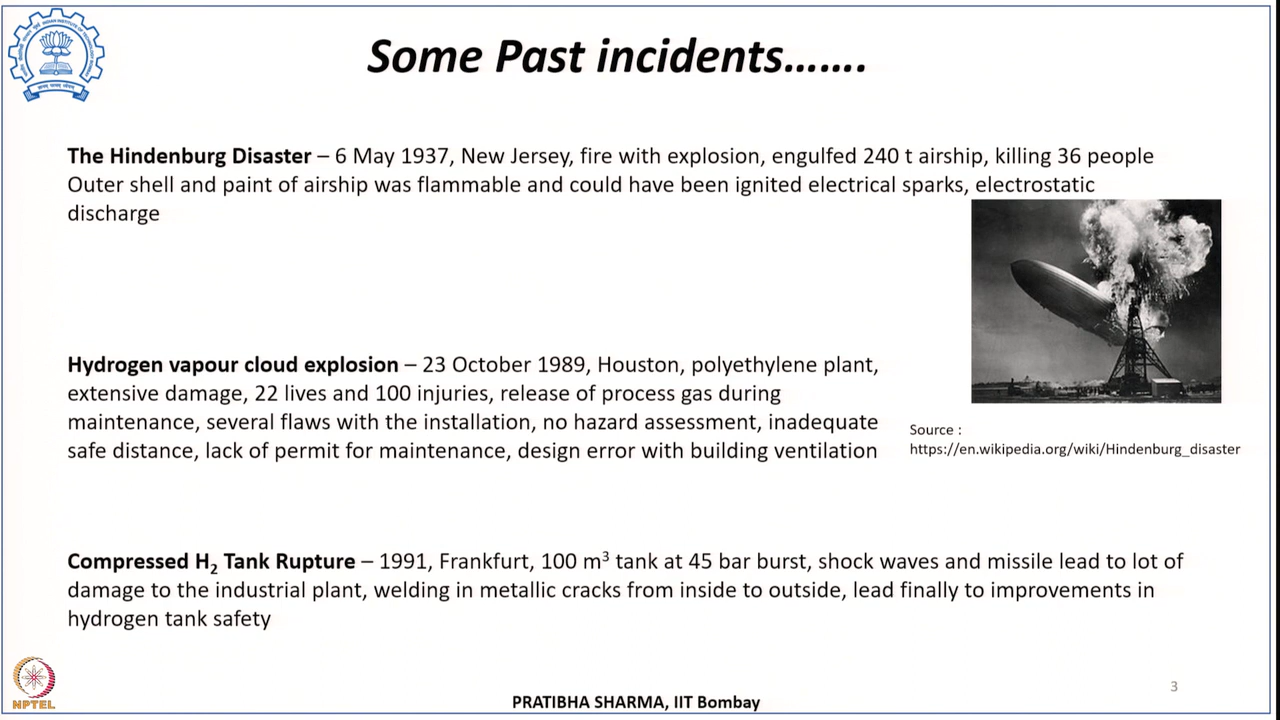 Some Past incidents.......
The Hindenburg Disaster – 6 May 1937, New Jersey, fire with explosion, engulfed 240 t airship, killing 36 people
Outer shell and paint of airship was flammable and could have been ignited electrical sparks, electrostatic
discharge
Hydrogen vapour cloud explosion – 23 October 1989, Houston, polyethylene plant,
extensive damage, 22 lives and 100 injuries, release of process gas during
maintenance, several flaws with the installation, no hazard assessment, inadequate
safe distance, lack of permit for maintenance, design error with building ventilation
Source :
https://en.wikipedia.org/wiki/Hindenburg_disaster
Compressed H₂ Tank Rupture – 1991, Frankfurt, 100 m³ tank at 45 bar burst, shock waves and missile lead to lot of
damage to the industrial plant, welding in metallic cracks from inside to outside, lead finally to improvements in
hydrogen tank safety
NPTEL
PRATIBHA SHARMA, IIT Bombay
3